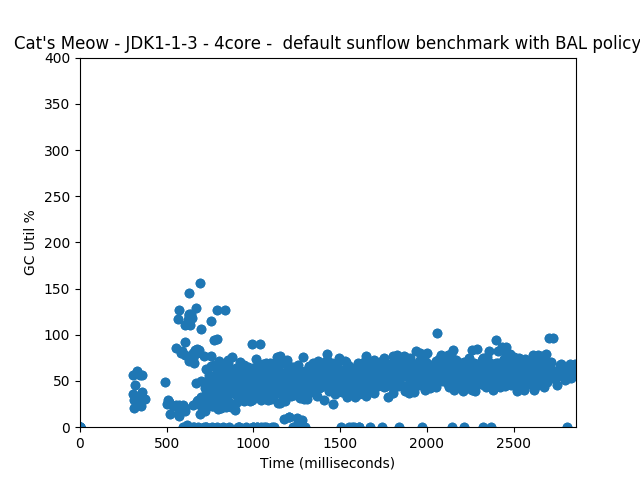 Cat's Meow - JDK1-1-3 - 4core -  default sunflow benchmark with BAL policy
400
350
300
250
200
150
100
50
0
GC Util %
0 500 1000 1500 2000 2500
Time (milliseconds)